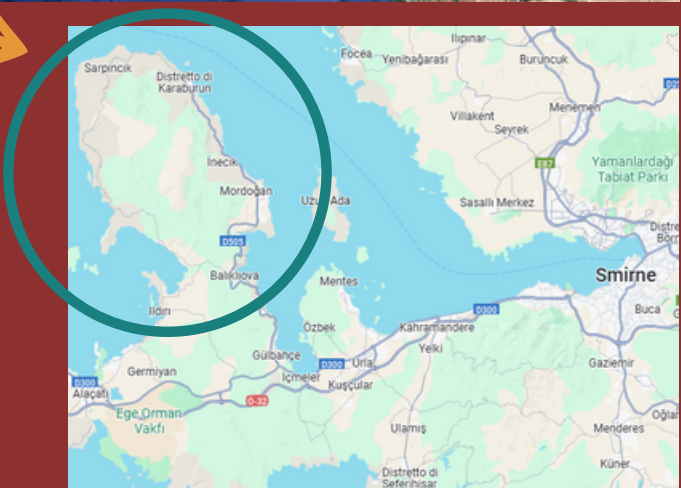 Ilıpınar
Focea
Yenibağarası
Buruncuk
Sarpıncık
Distretto di
Karaburun
Menemen
Villakent
Seyrek
E87
İnecik
Yamanlardağı
Tabiat Parkı
Mordoğan
Uzun Ada
Sasallı Merkez
D505
Balıklıova
Mentes
Smirne
Ildırı
D300
Buca
Özbek
Kahramandere
Yelki
Gülbahçe
D300
Urla
Gaziemir
Germiyan
İçmeler
Kuşçular
D300
Alaçatı
O-32
Ege Orman
Vakfı
Ulamış
Menderes
Küner
Distretto di
Seferihisar